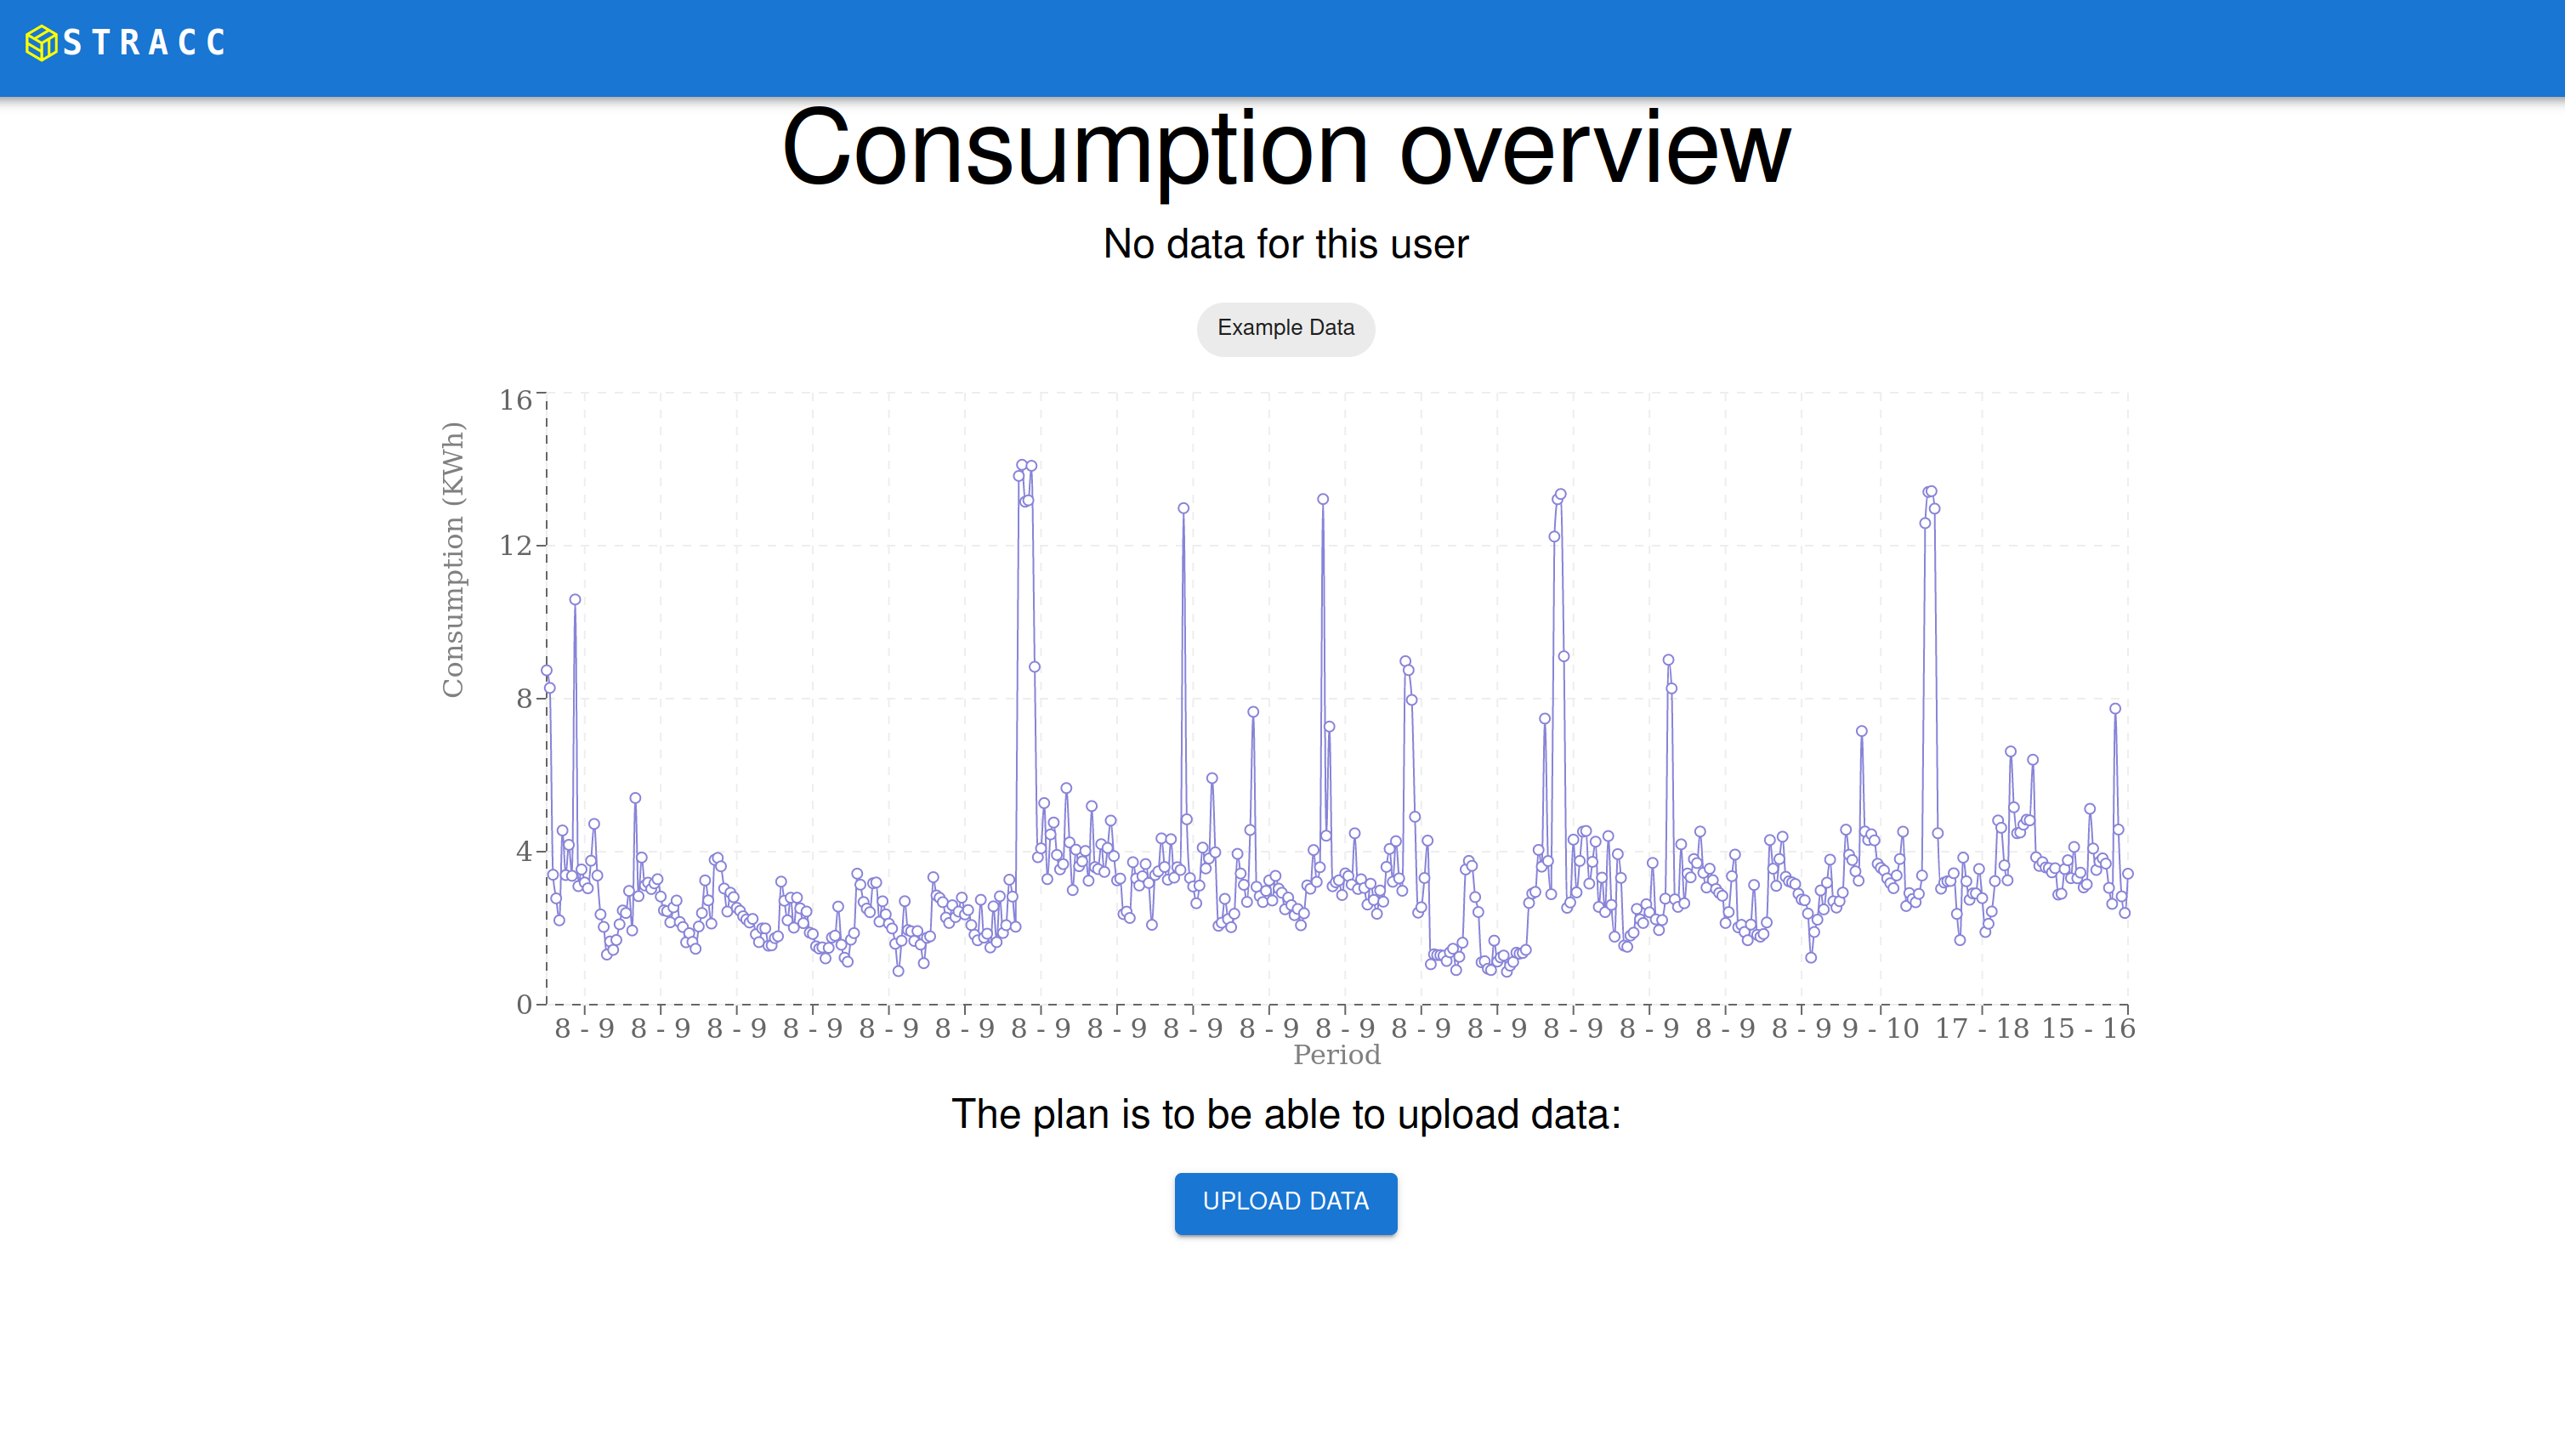 STRACC
Consumption overview
No data for this user
Example Data
16
12
8
4
0
Consumption (KWh)
8 - 9 8 - 9 8 - 9 8 - 9 8 - 9 8 - 9 8 - 9 8 - 9 8 - 9 8 - 9 8 - 9 8 - 9 8 - 9 8 - 9 8 - 9 8 - 9 8 - 9 9 - 10 17 - 18 15 - 16
Period
The plan is to be able to upload data:
UPLOAD DATA